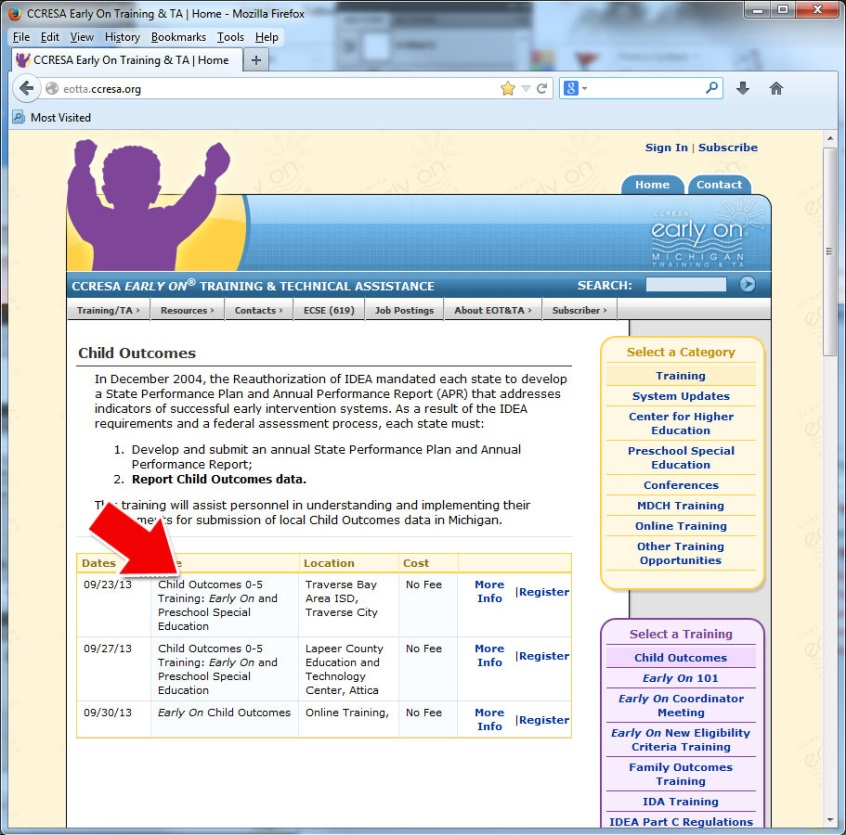 CCRESA Early On Training & TA | Home - Mozilla Firefox
File Edit View History Bookmarks Tools Help
CCRESA Early On Training & TA | Home
eotta.ccresa.org
Most Visited
Sign In | Subscribe
Home Contact
CCRESA
early on
MICHIGAN
TRAINING & TA
CCRESA EARLY ON® TRAINING & TECHNICAL ASSISTANCE SEARCH:
Training/TA › Resources › Contacts › ECSE (619) Job Postings About EOT&TA › Subscriber ›
Child Outcomes
In December 2004, the Reauthorization of IDEA mandated each state to develop
a State Performance Plan and Annual Performance Report (APR) that addresses
indicators of successful early intervention systems. As a result of the IDEA
requirements and a federal assessment process, each state must:
1. Develop and submit an annual State Performance Plan and Annual
Performance Report;
2. Report Child Outcomes data.
training will assist personnel in understanding and implementing their
for submission of local Child Outcomes data in Michigan.
Dates Location Cost
09/23/13 Child Outcomes 0-5 Traverse Bay No Fee More |Register
Training: Early On and Area ISD, Info
Preschool Special Traverse City
Education
09/27/13 Child Outcomes 0-5 Lapeer County No Fee More |Register
Training: Early On and Education and Info
Preschool Special Technology
Education Center, Attica
09/30/13 Early On Child Outcomes Online Training, No Fee More |Register
Info
Select a Category
Training
System Updates
Center for Higher
Education
Preschool Special
Education
Conferences
MDCH Training
Online Training
Other Training
Opportunities
Select a Training
Child Outcomes
Early On 101
Early On Coordinator
Meeting
Early On New Eligibility
Criteria Training
Family Outcomes
Training
IDA Training
IDEA Part C Regulations